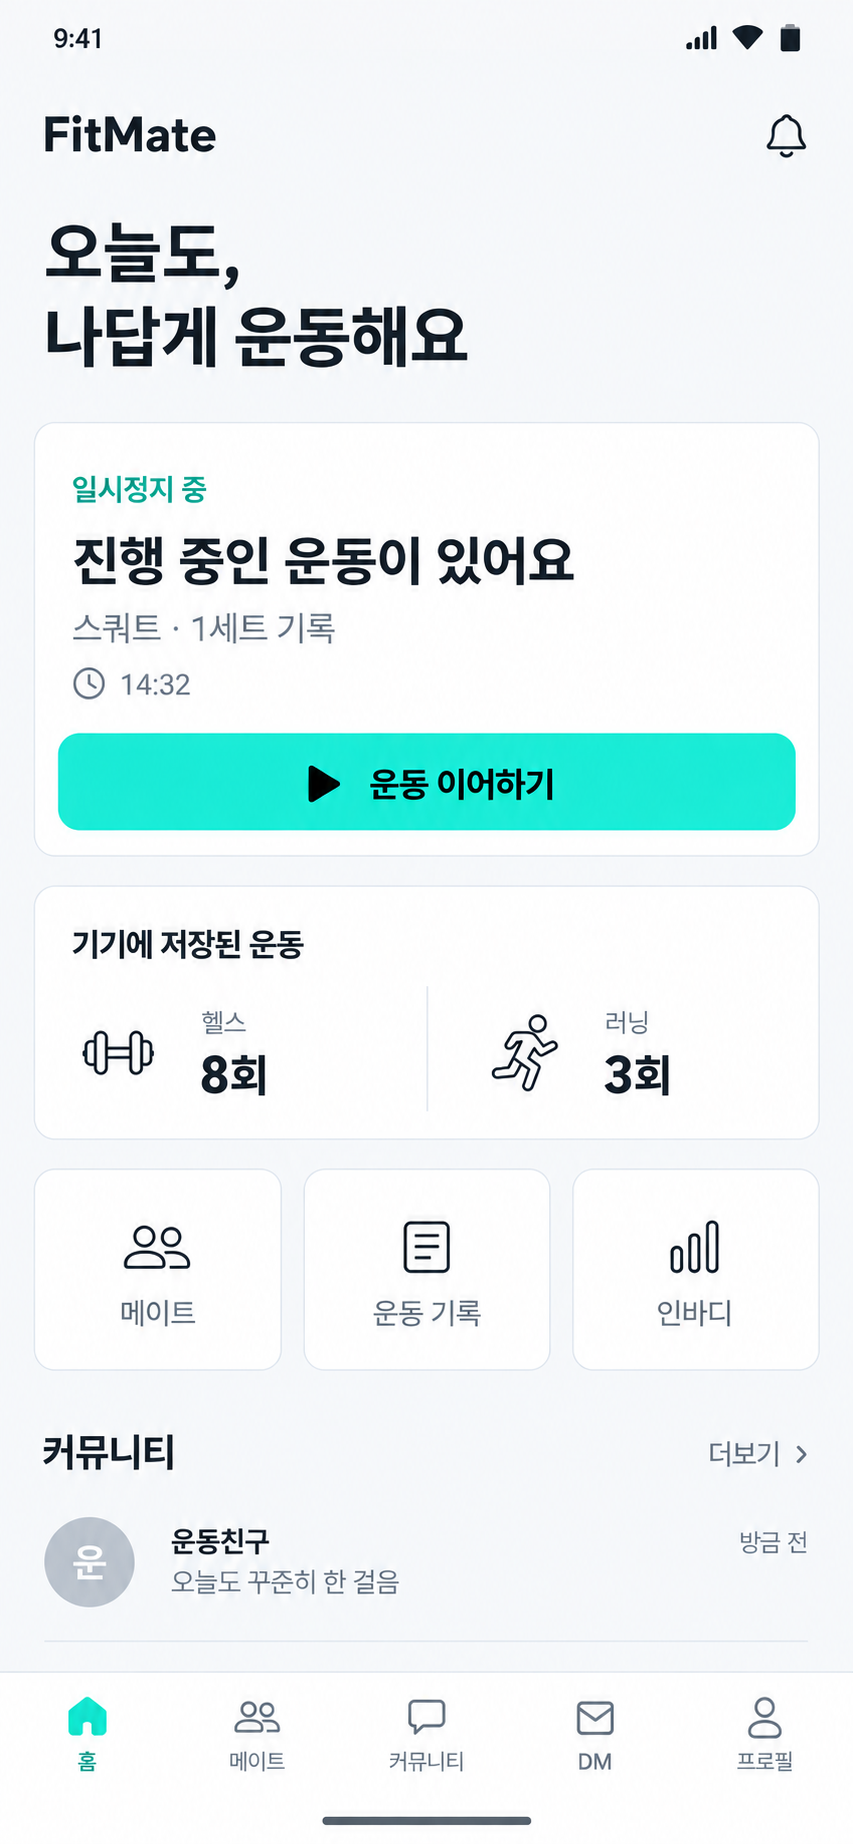 9:41
FitMate
오늘도,
나답게 운동해요
일시정지 중
진행 중인 운동이 있어요
스쿼트 · 1세트 기록
14:32
운동 이어하기
기기에 저장된 운동
헬스
8회
러닝
3회
메이트
운동 기록
인바디
커뮤니티
더보기
운
운동친구
방금 전
오늘도 꾸준히 한 걸음
홈
메이트
커뮤니티
DM
프로필